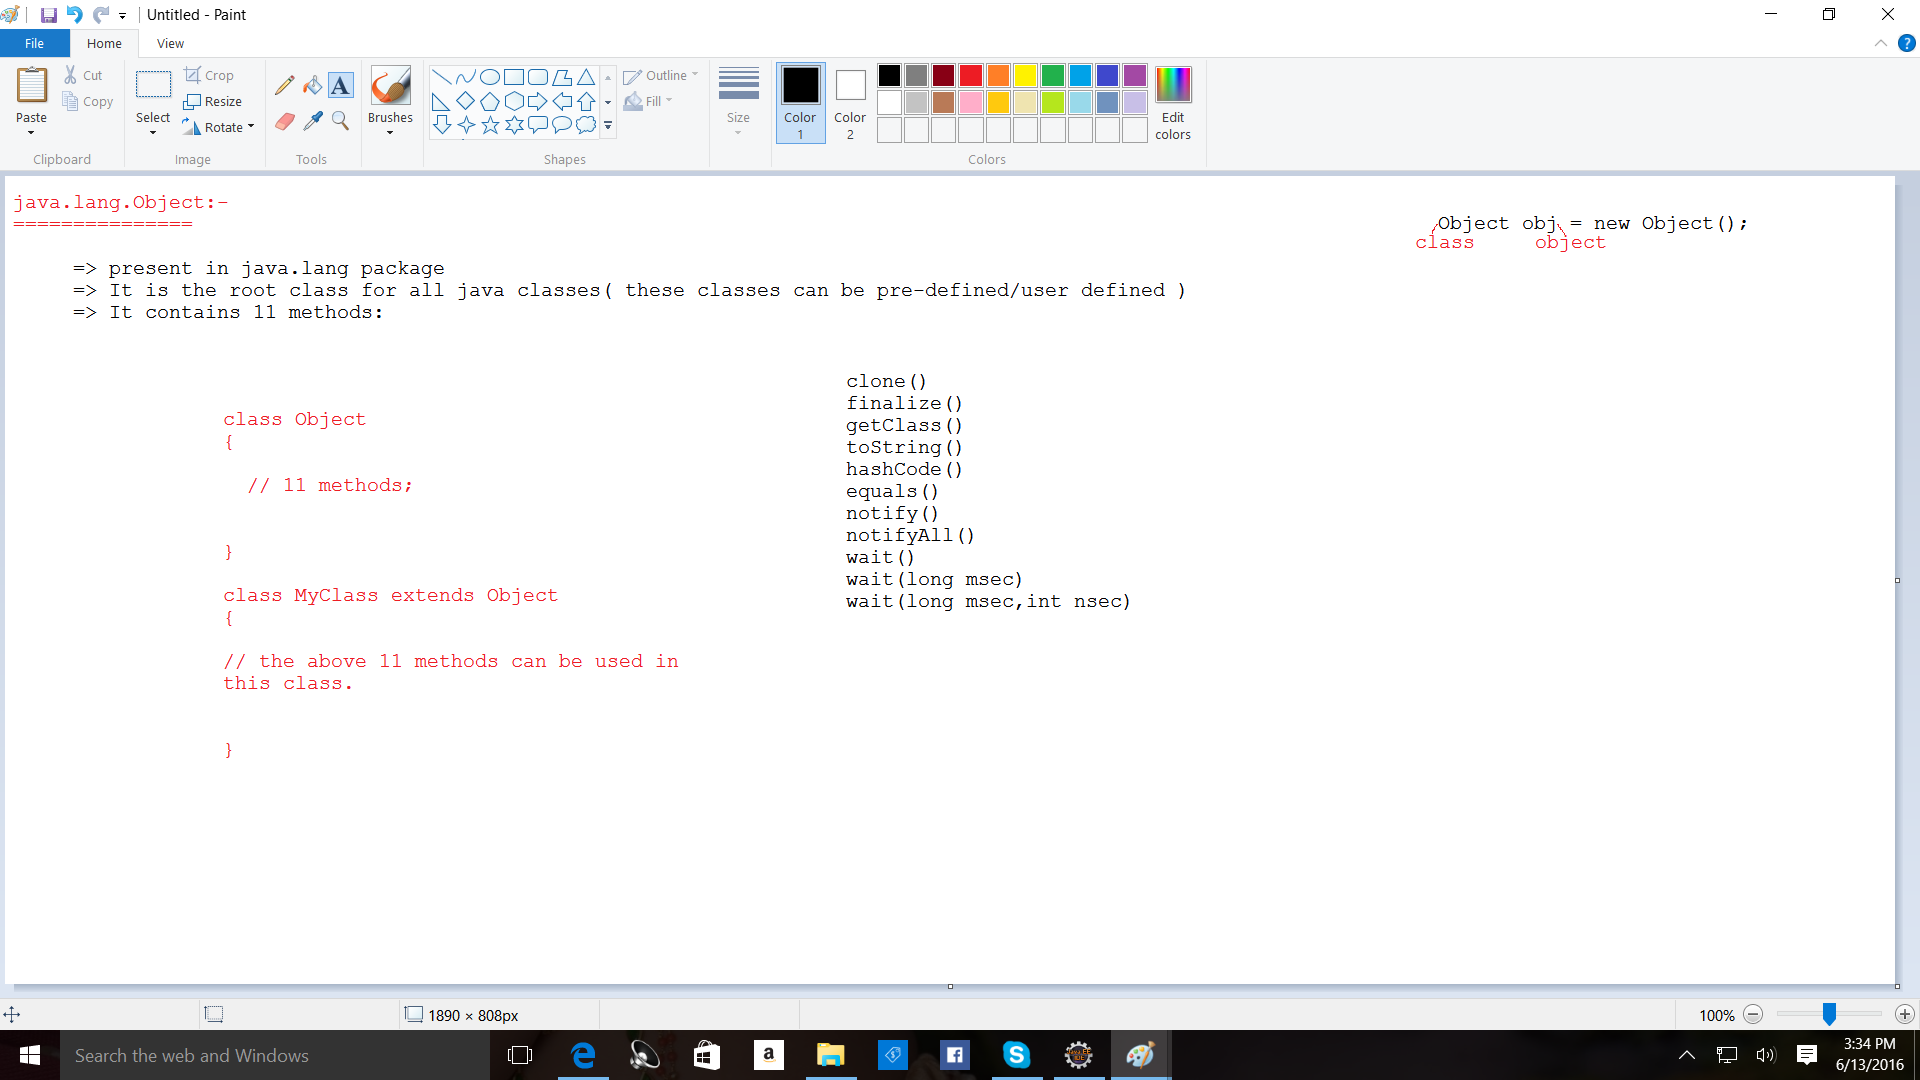 Untitled - Paint
File
Home
View
Paste
Cut
Copy
Clipboard
Select
Crop
Resize
Rotate
Image
Tools
Brushes
Shapes
Outline
Fill
Size
Color 1
Color 2
Edit colors
Colors
java.lang.Object:-
===============
Object obj = new Object();
class object
=> present in java.lang package
=> It is the root class for all java classes( these classes can be pre-defined/user defined )
=> It contains 11 methods:
class Object
{
// 11 methods;
}
class MyClass extends Object
{
// the above 11 methods can be used in
this class.
}
clone()
finalize()
getClass()
toString()
hashCode()
equals()
notify()
notifyAll()
wait()
wait(long msec)
wait(long msec,int nsec)
1890 × 808px
100%
Search the web and Windows
3:34 PM
6/13/2016